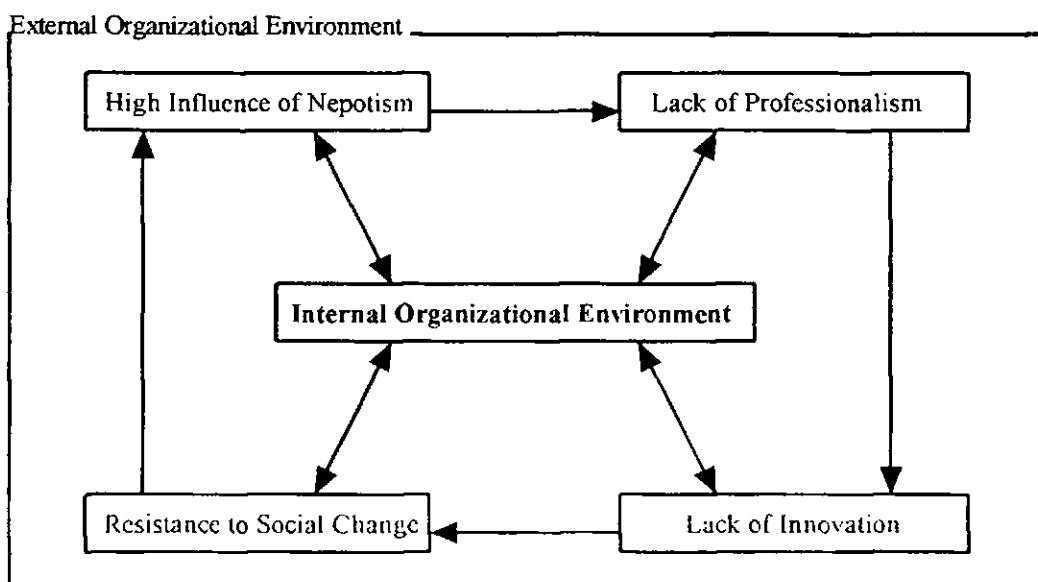 External Organizational Environment
High Influence of Nepotism
Lack of Professionalism
Internal Organizational Environment
Resistance to Social Change
Lack of Innovation